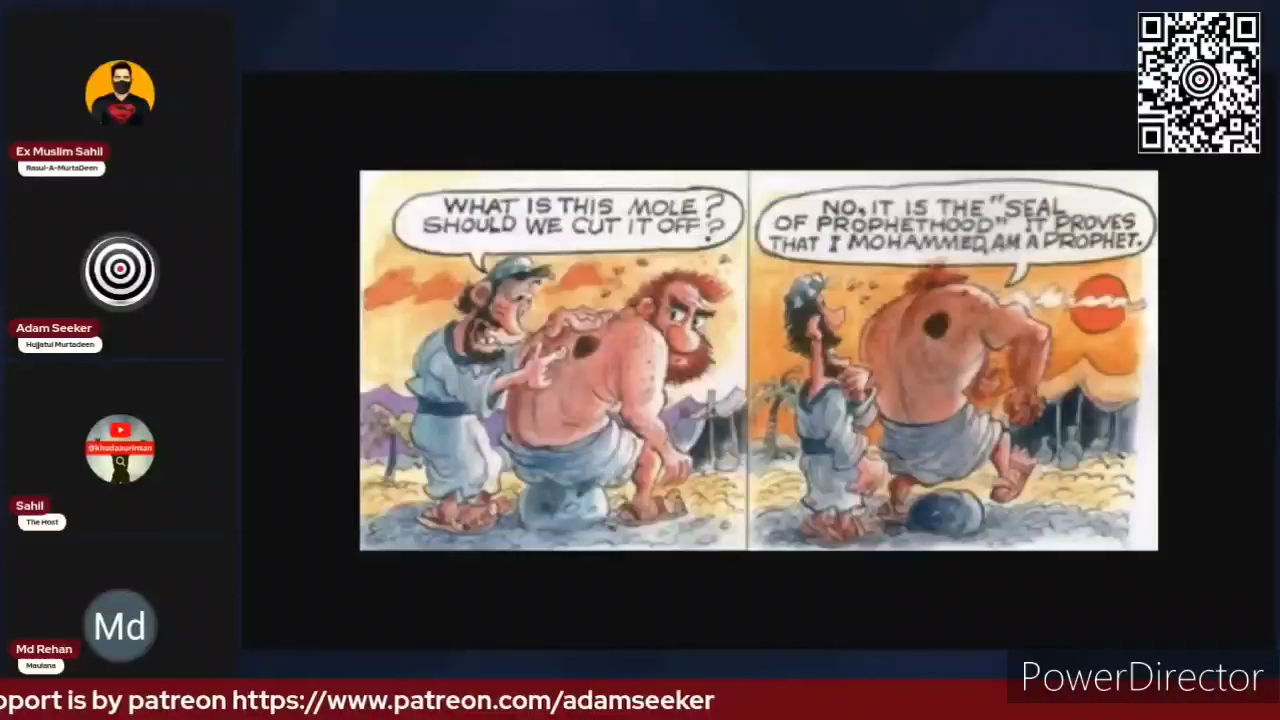 Ex Muslim Sahil
Rasul-A-MurtaDeen
Adam Seeker
Hujjatul Murtadeen
@khudaaurinsan
Sahil
The Host
Md
Md Rehan
Maulana
WHAT IS THIS MOLE?
SHOULD WE CUT IT OFF?
NO, IT IS THE "SEAL
OF PROPHETHOOD" IT PROVES
THAT I MOHAMMED, AM A PROPHET.
PowerDirector
pport is by patreon https://www.patreon.com/adamseeker